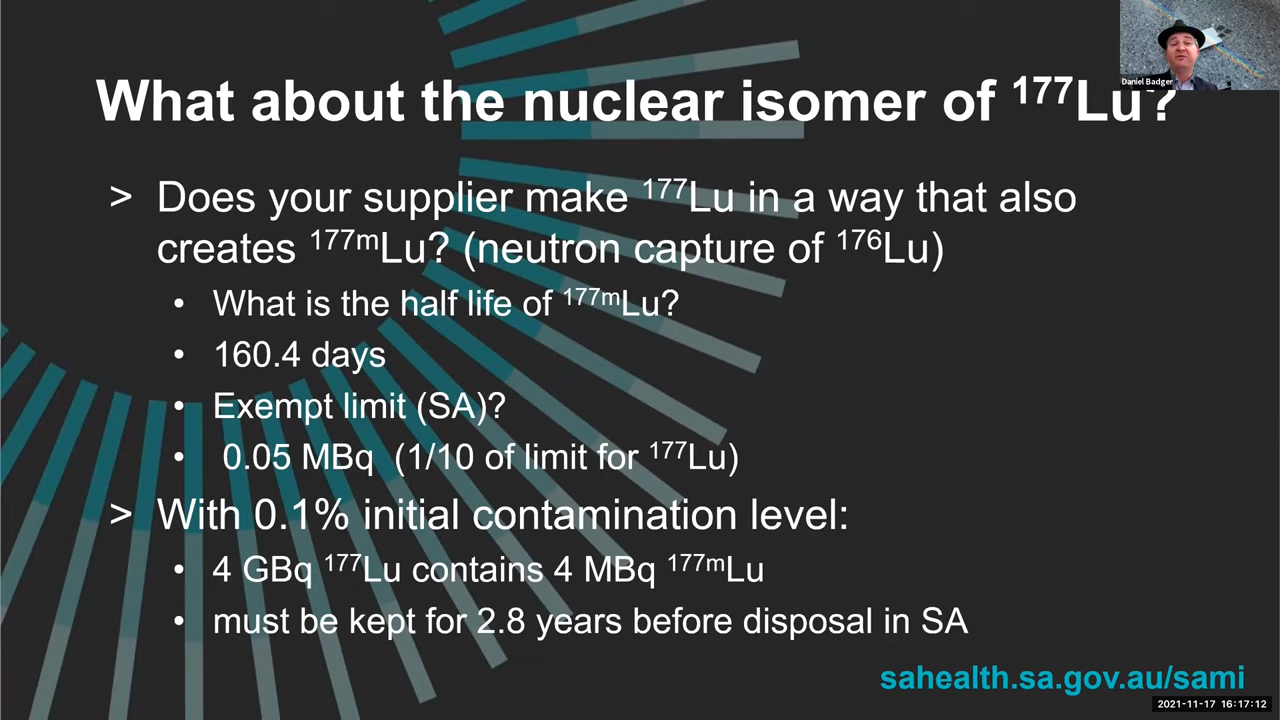 Daniel Badger
What about the nuclear isomer of ¹⁷⁷Lu?
> Does your supplier make ¹⁷⁷Lu in a way that also
creates ¹⁷⁷ᵐLu? (neutron capture of ¹⁷⁶Lu)
• What is the half life of ¹⁷⁷ᵐLu?
• 160.4 days
• Exempt limit (SA)?
• 0.05 MBq (1/10 of limit for ¹⁷⁷Lu)
> With 0.1% initial contamination level:
• 4 GBq ¹⁷⁷Lu contains 4 MBq ¹⁷⁷ᵐLu
• must be kept for 2.8 years before disposal in SA
sahealth.sa.gov.au/sami
2021-11-17 16:17:12